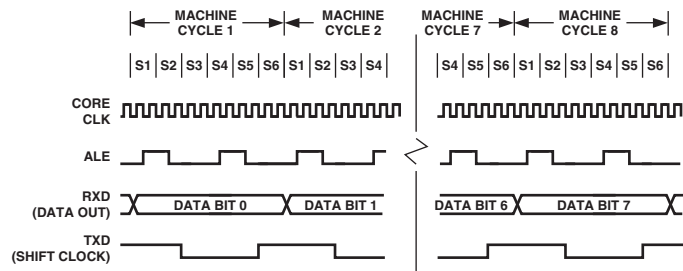 MACHINE CYCLE 1
MACHINE CYCLE 2
MACHINE CYCLE 7
MACHINE CYCLE 8
S1 S2 S3 S4 S5 S6 S1 S2 S3 S4 S4 S5 S6 S1 S2 S3 S4 S5 S6
CORE CLK
ALE
RXD (DATA OUT)
DATA BIT 0
DATA BIT 1
DATA BIT 6
DATA BIT 7
TXD (SHIFT CLOCK)